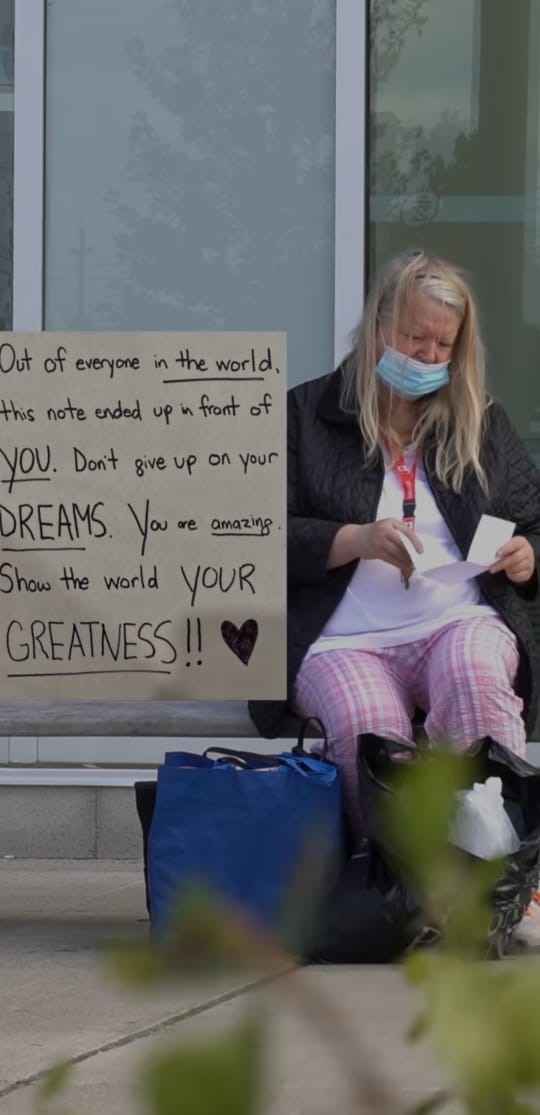 Out of everyone in the world,
this note ended up in front of
YOU. Don't give up on your
DREAMS. You are amazing.
Show the world YOUR
GREATNESS!! ♥